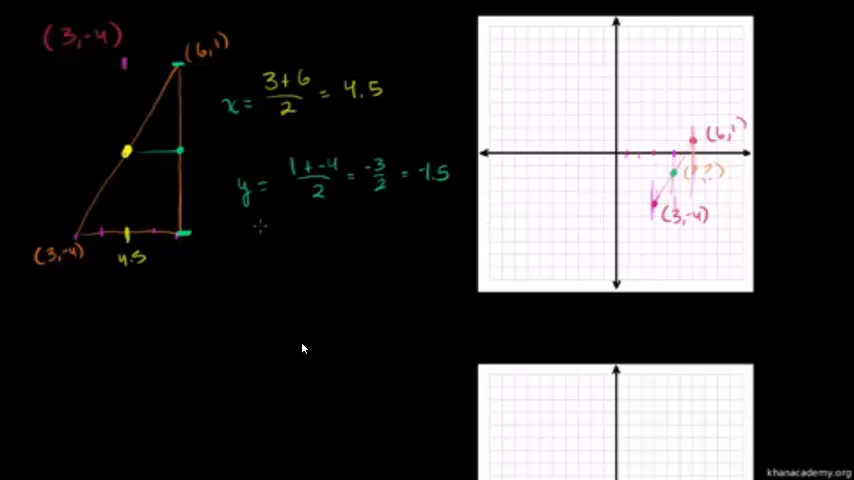 (3,-4)
(6,1)
x = 3+6/2 = 4.5
y = 1+-4/2 = -3/2 = -1.5
(3,-4)
4.5
(6,1)
(?,?)
(3,-4)
khanacademy.org